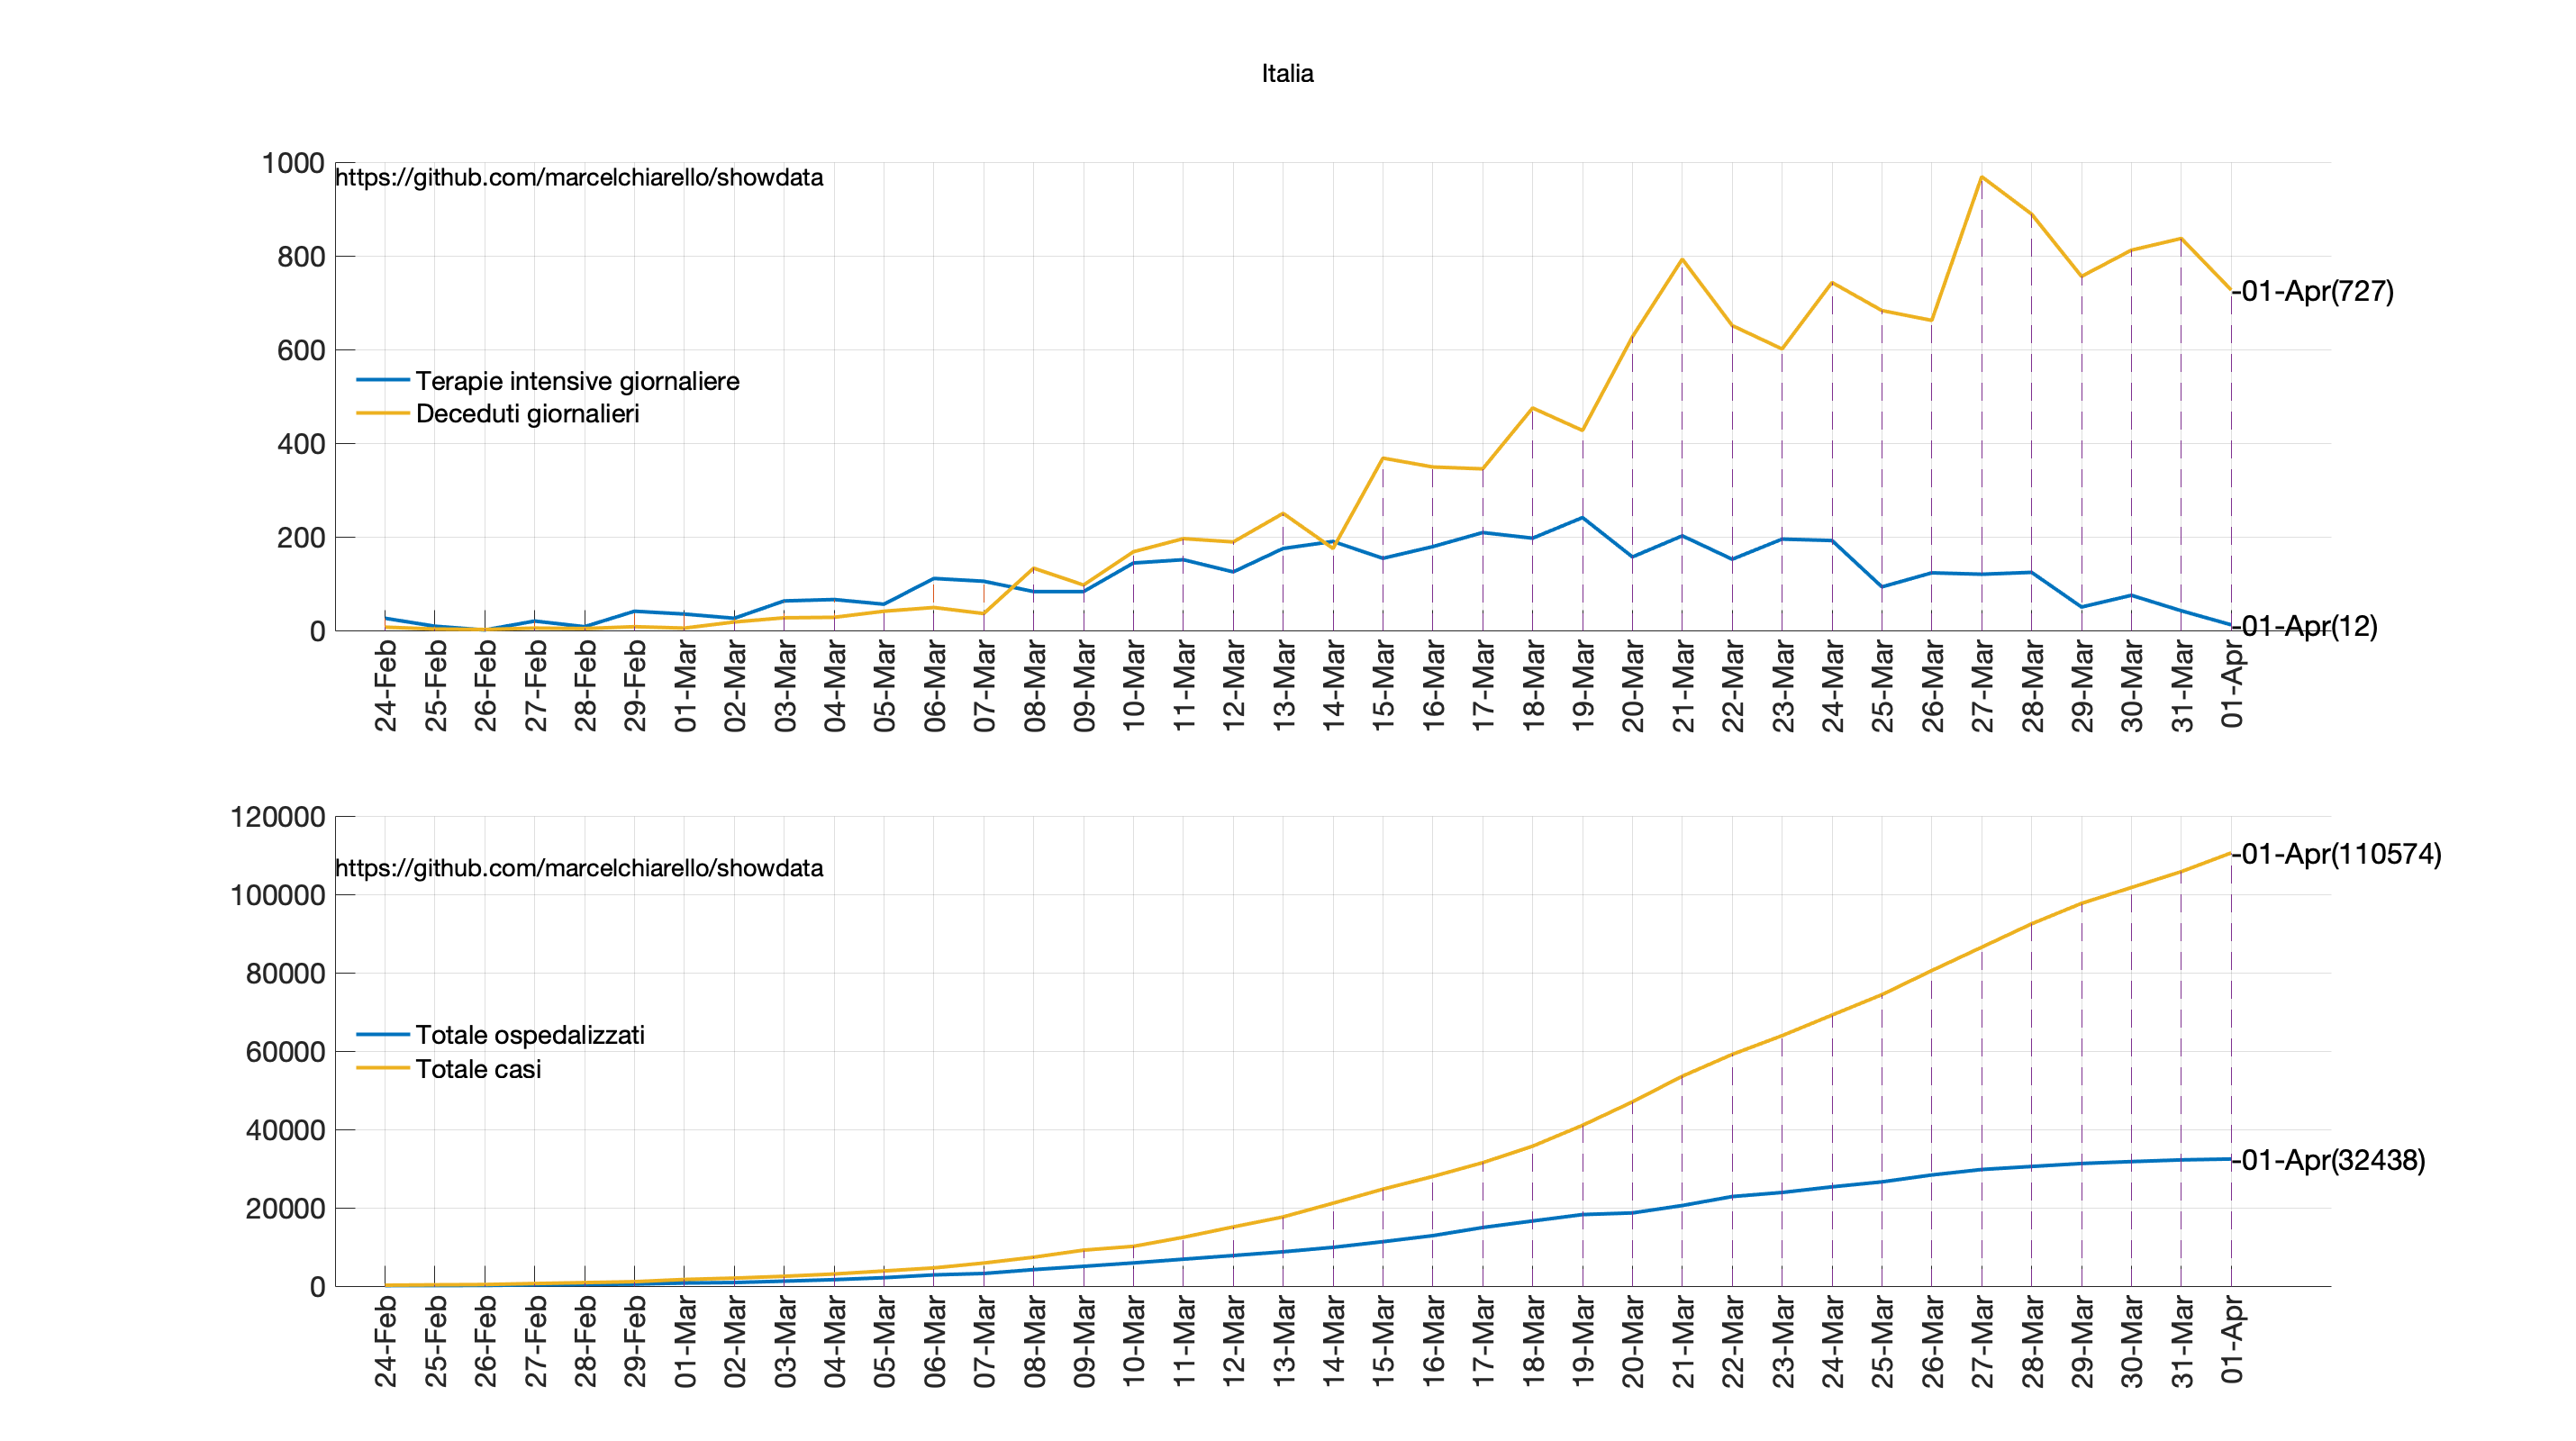 Italia
1000
800
600
400
200
0
https://github.com/marcelchiarello/showdata
Terapie intensive giornaliere
Deceduti giornalieri
-01-Apr(727)
-01-Apr(12)
24-Feb
25-Feb
26-Feb
27-Feb
28-Feb
29-Feb
01-Mar
02-Mar
03-Mar
04-Mar
05-Mar
06-Mar
07-Mar
08-Mar
09-Mar
10-Mar
11-Mar
12-Mar
13-Mar
14-Mar
15-Mar
16-Mar
17-Mar
18-Mar
19-Mar
20-Mar
21-Mar
22-Mar
23-Mar
24-Mar
25-Mar
26-Mar
27-Mar
28-Mar
29-Mar
30-Mar
31-Mar
01-Apr
120000
100000
80000
60000
40000
20000
0
https://github.com/marcelchiarello/showdata
Totale ospedalizzati
Totale casi
-01-Apr(110574)
-01-Apr(32438)
24-Feb
25-Feb
26-Feb
27-Feb
28-Feb
29-Feb
01-Mar
02-Mar
03-Mar
04-Mar
05-Mar
06-Mar
07-Mar
08-Mar
09-Mar
10-Mar
11-Mar
12-Mar
13-Mar
14-Mar
15-Mar
16-Mar
17-Mar
18-Mar
19-Mar
20-Mar
21-Mar
22-Mar
23-Mar
24-Mar
25-Mar
26-Mar
27-Mar
28-Mar
29-Mar
30-Mar
31-Mar
01-Apr